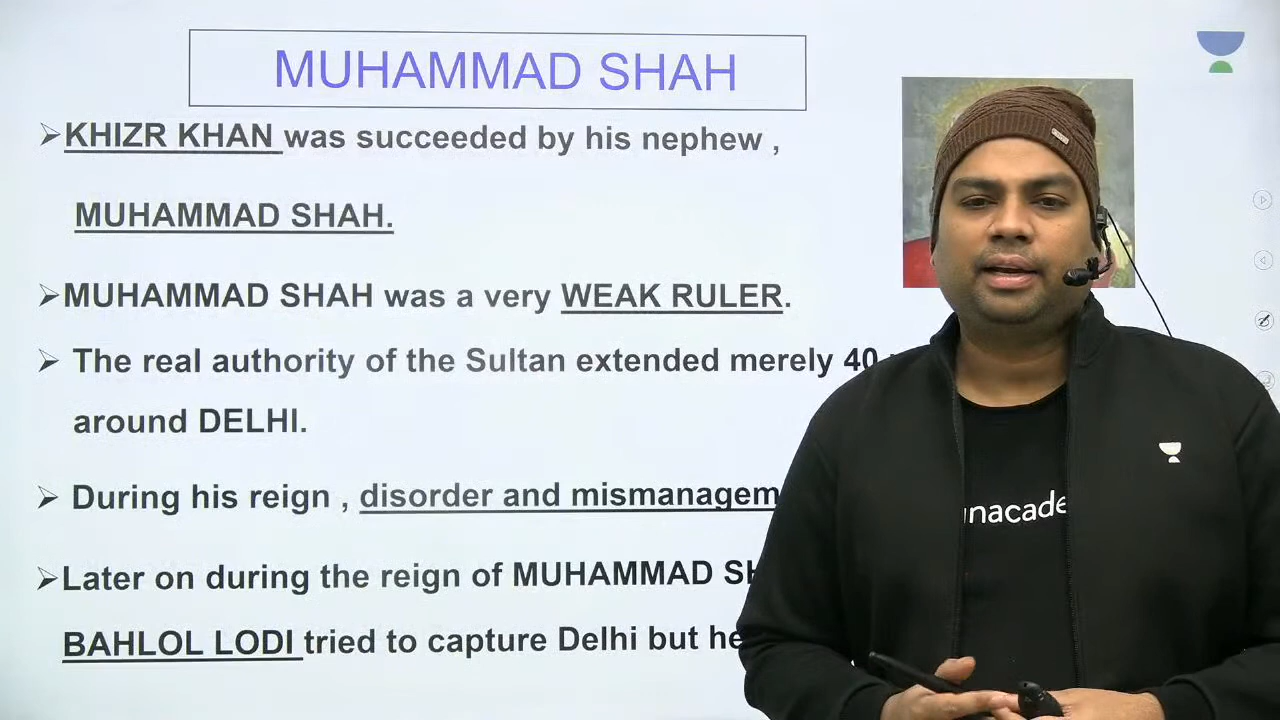 MUHAMMAD SHAH
➢KHIZR KHAN was succeeded by his nephew ,
MUHAMMAD SHAH.
➢MUHAMMAD SHAH was a very WEAK RULER.
➢ The real authority of the Sultan extended merely 40
around DELHI.
➢ During his reign , disorder and mismanagem
➢Later on during the reign of MUHAMMAD SH
BAHLOL LODI tried to capture Delhi but he
unacade